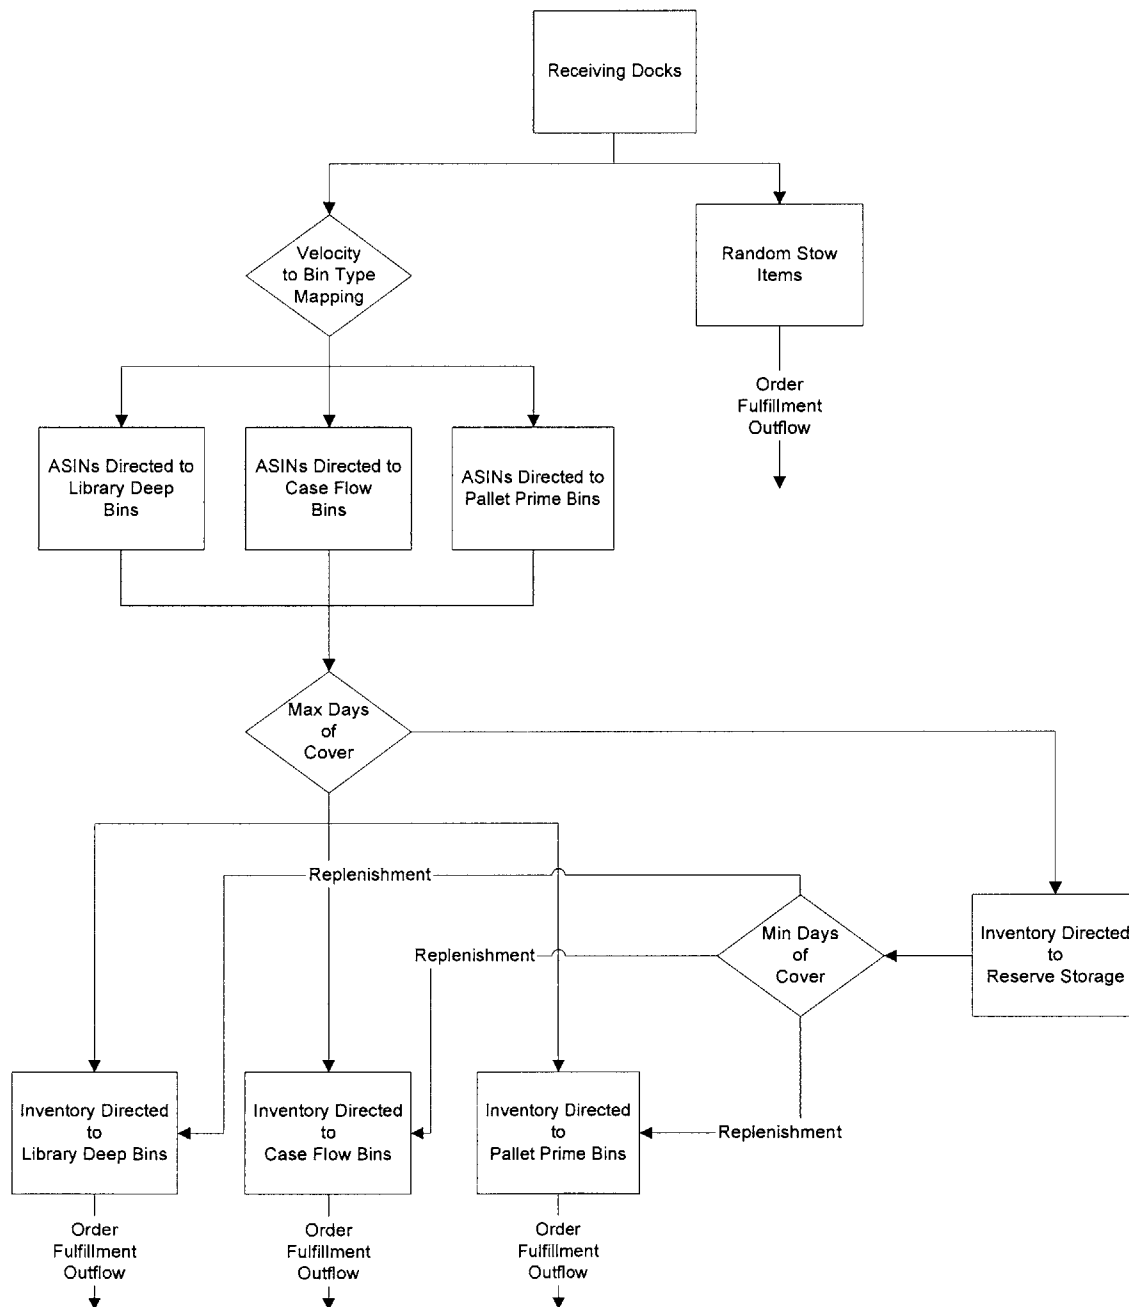 Receiving Docks
Velocity
to Bin Type
Mapping
Random Stow
Items
Order
Fulfillment
Outflow
ASINs Directed to
Library Deep
Bins
ASINs Directed to
Case Flow
Bins
ASINs Directed to
Pallet Prime Bins
Max Days
of
Cover
Replenishment
Replenishment
Min Days
of
Cover
Inventory Directed
to
Reserve Storage
Inventory Directed
to
Library Deep Bins
Inventory Directed
to
Case Flow Bins
Inventory Directed
to
Pallet Prime Bins
Replenishment
Order
Fulfillment
Outflow
Order
Fulfillment
Outflow
Order
Fulfillment
Outflow